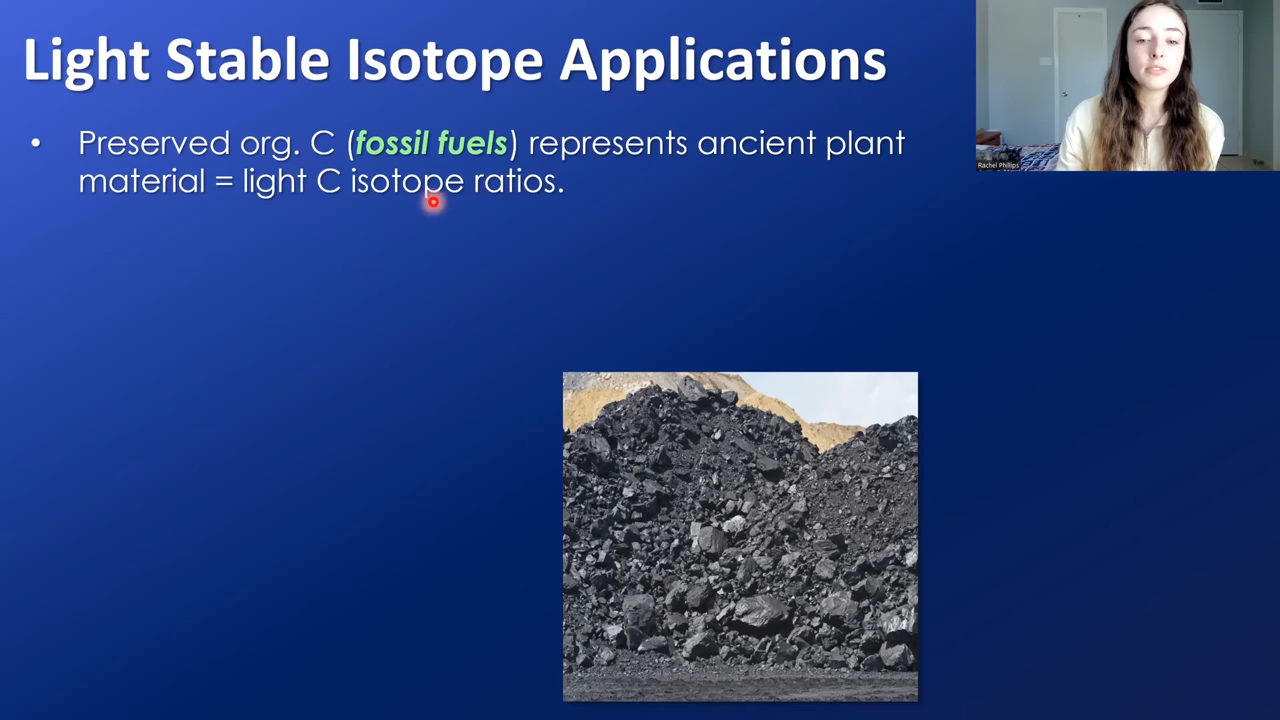 Light Stable Isotope Applications
• Preserved org. C (fossil fuels) represents ancient plant
material = light C isotope ratios.
Rachel Phillips